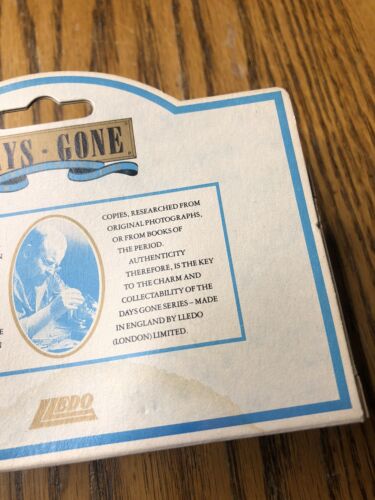 YS - GONE
COPIES, RESEARCHED FROM
ORIGINAL PHOTOGRAPHS,
OR FROM BOOKS OF
THE PERIOD.
AUTHENTICITY
THEREFORE, IS THE KEY
TO THE CHARM AND
COLLECTABILITY OF THE
DAYS GONE SERIES – MADE
IN ENGLAND BY LLEDO
(LONDON) LIMITED.
LLEDO